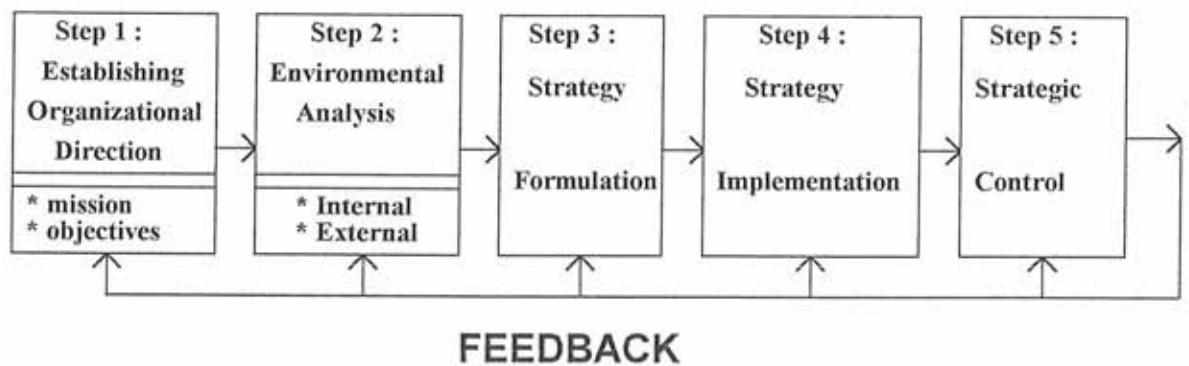 Step 1 :
Establishing
Organizational
Direction
* mission
* objectives
Step 2 :
Environmental
Analysis
* Internal
* External
Step 3 :
Strategy
Formulation
Step 4 :
Strategy
Implementation
Step 5 :
Strategic
Control
FEEDBACK